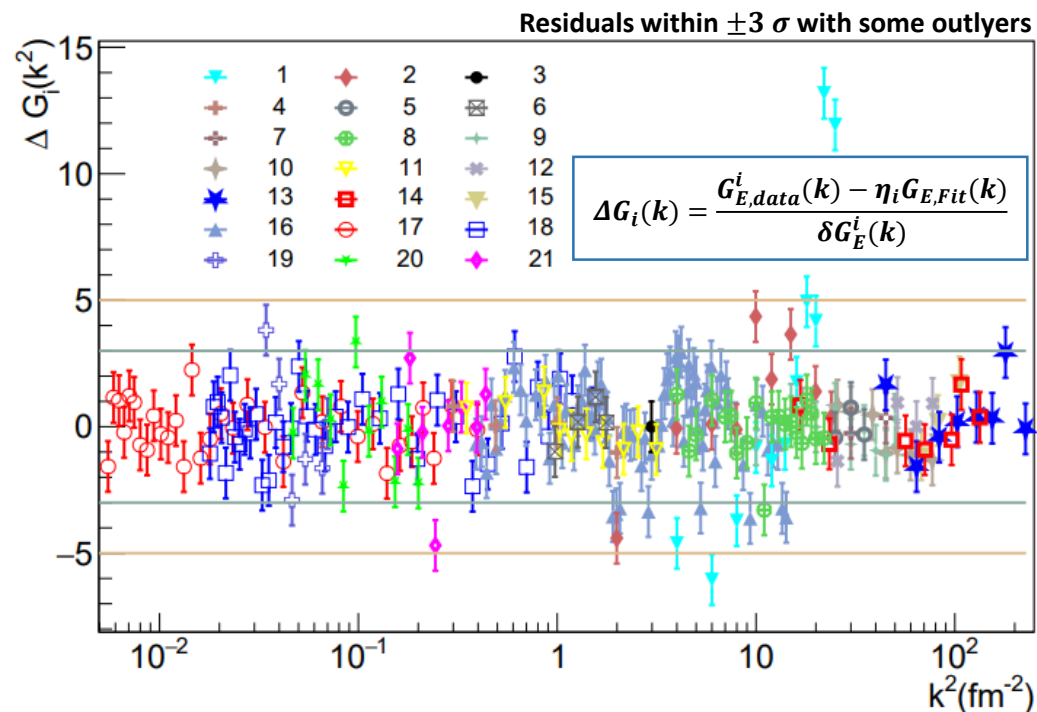 Residuals within ±3 σ with some outlyers
Δ G_i(k²)
15
10
5
0
−5
1 2 3
4 5 6
7 8 9
10 11 12
13 14 15
16 17 18
19 20 21
ΔG_i(k) = (G^i_{E,data}(k) − η_i G_{E,Fit}(k)) / δG^i_E(k)
10⁻² 10⁻¹ 1 10 10²
k²(fm⁻²)